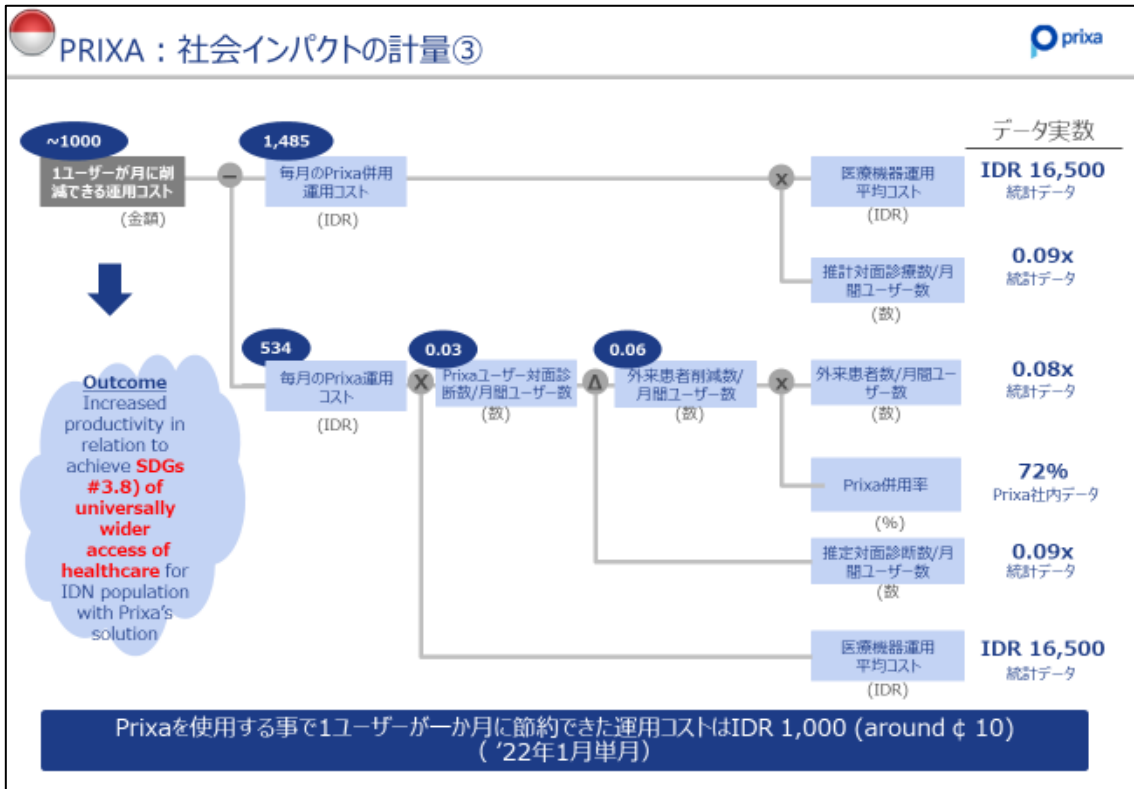 PRIXA：社会インパクトの計量③
prixa
データ実数
~1000
1ユーザーが月に削
減できる運用コスト
(金額)
−
1,485
毎月のPrixa併用
運用コスト
(IDR)
x
医療機器運用
平均コスト
(IDR)
IDR 16,500
統計データ
推計対面診療数/月
間ユーザー数
(数)
0.09x
統計データ
534
毎月のPrixa運用
コスト
(IDR)
X
0.03
Prixaユーザー対面診
断数/月間ユーザー数
(数)
Δ
0.06
外来患者削減数/
月間ユーザー数
(数)
x
外来患者数/月間ユー
ザー数
(数)
0.08x
統計データ
Prixa併用率
(%)
72%
Prixa社内データ
推定対面診断数/月
間ユーザー数
(数
0.09x
統計データ
医療機器運用
平均コスト
(IDR)
IDR 16,500
統計データ
Outcome
Increased
productivity in
relation to
achieve SDGs
#3.8) of
universally
wider
access of
healthcare for
IDN population
with Prixa's
solution
Prixaを使用する事で1ユーザーが一か月に節約できた運用コストはIDR 1,000 (around ¢ 10)
( '22年1月単月）